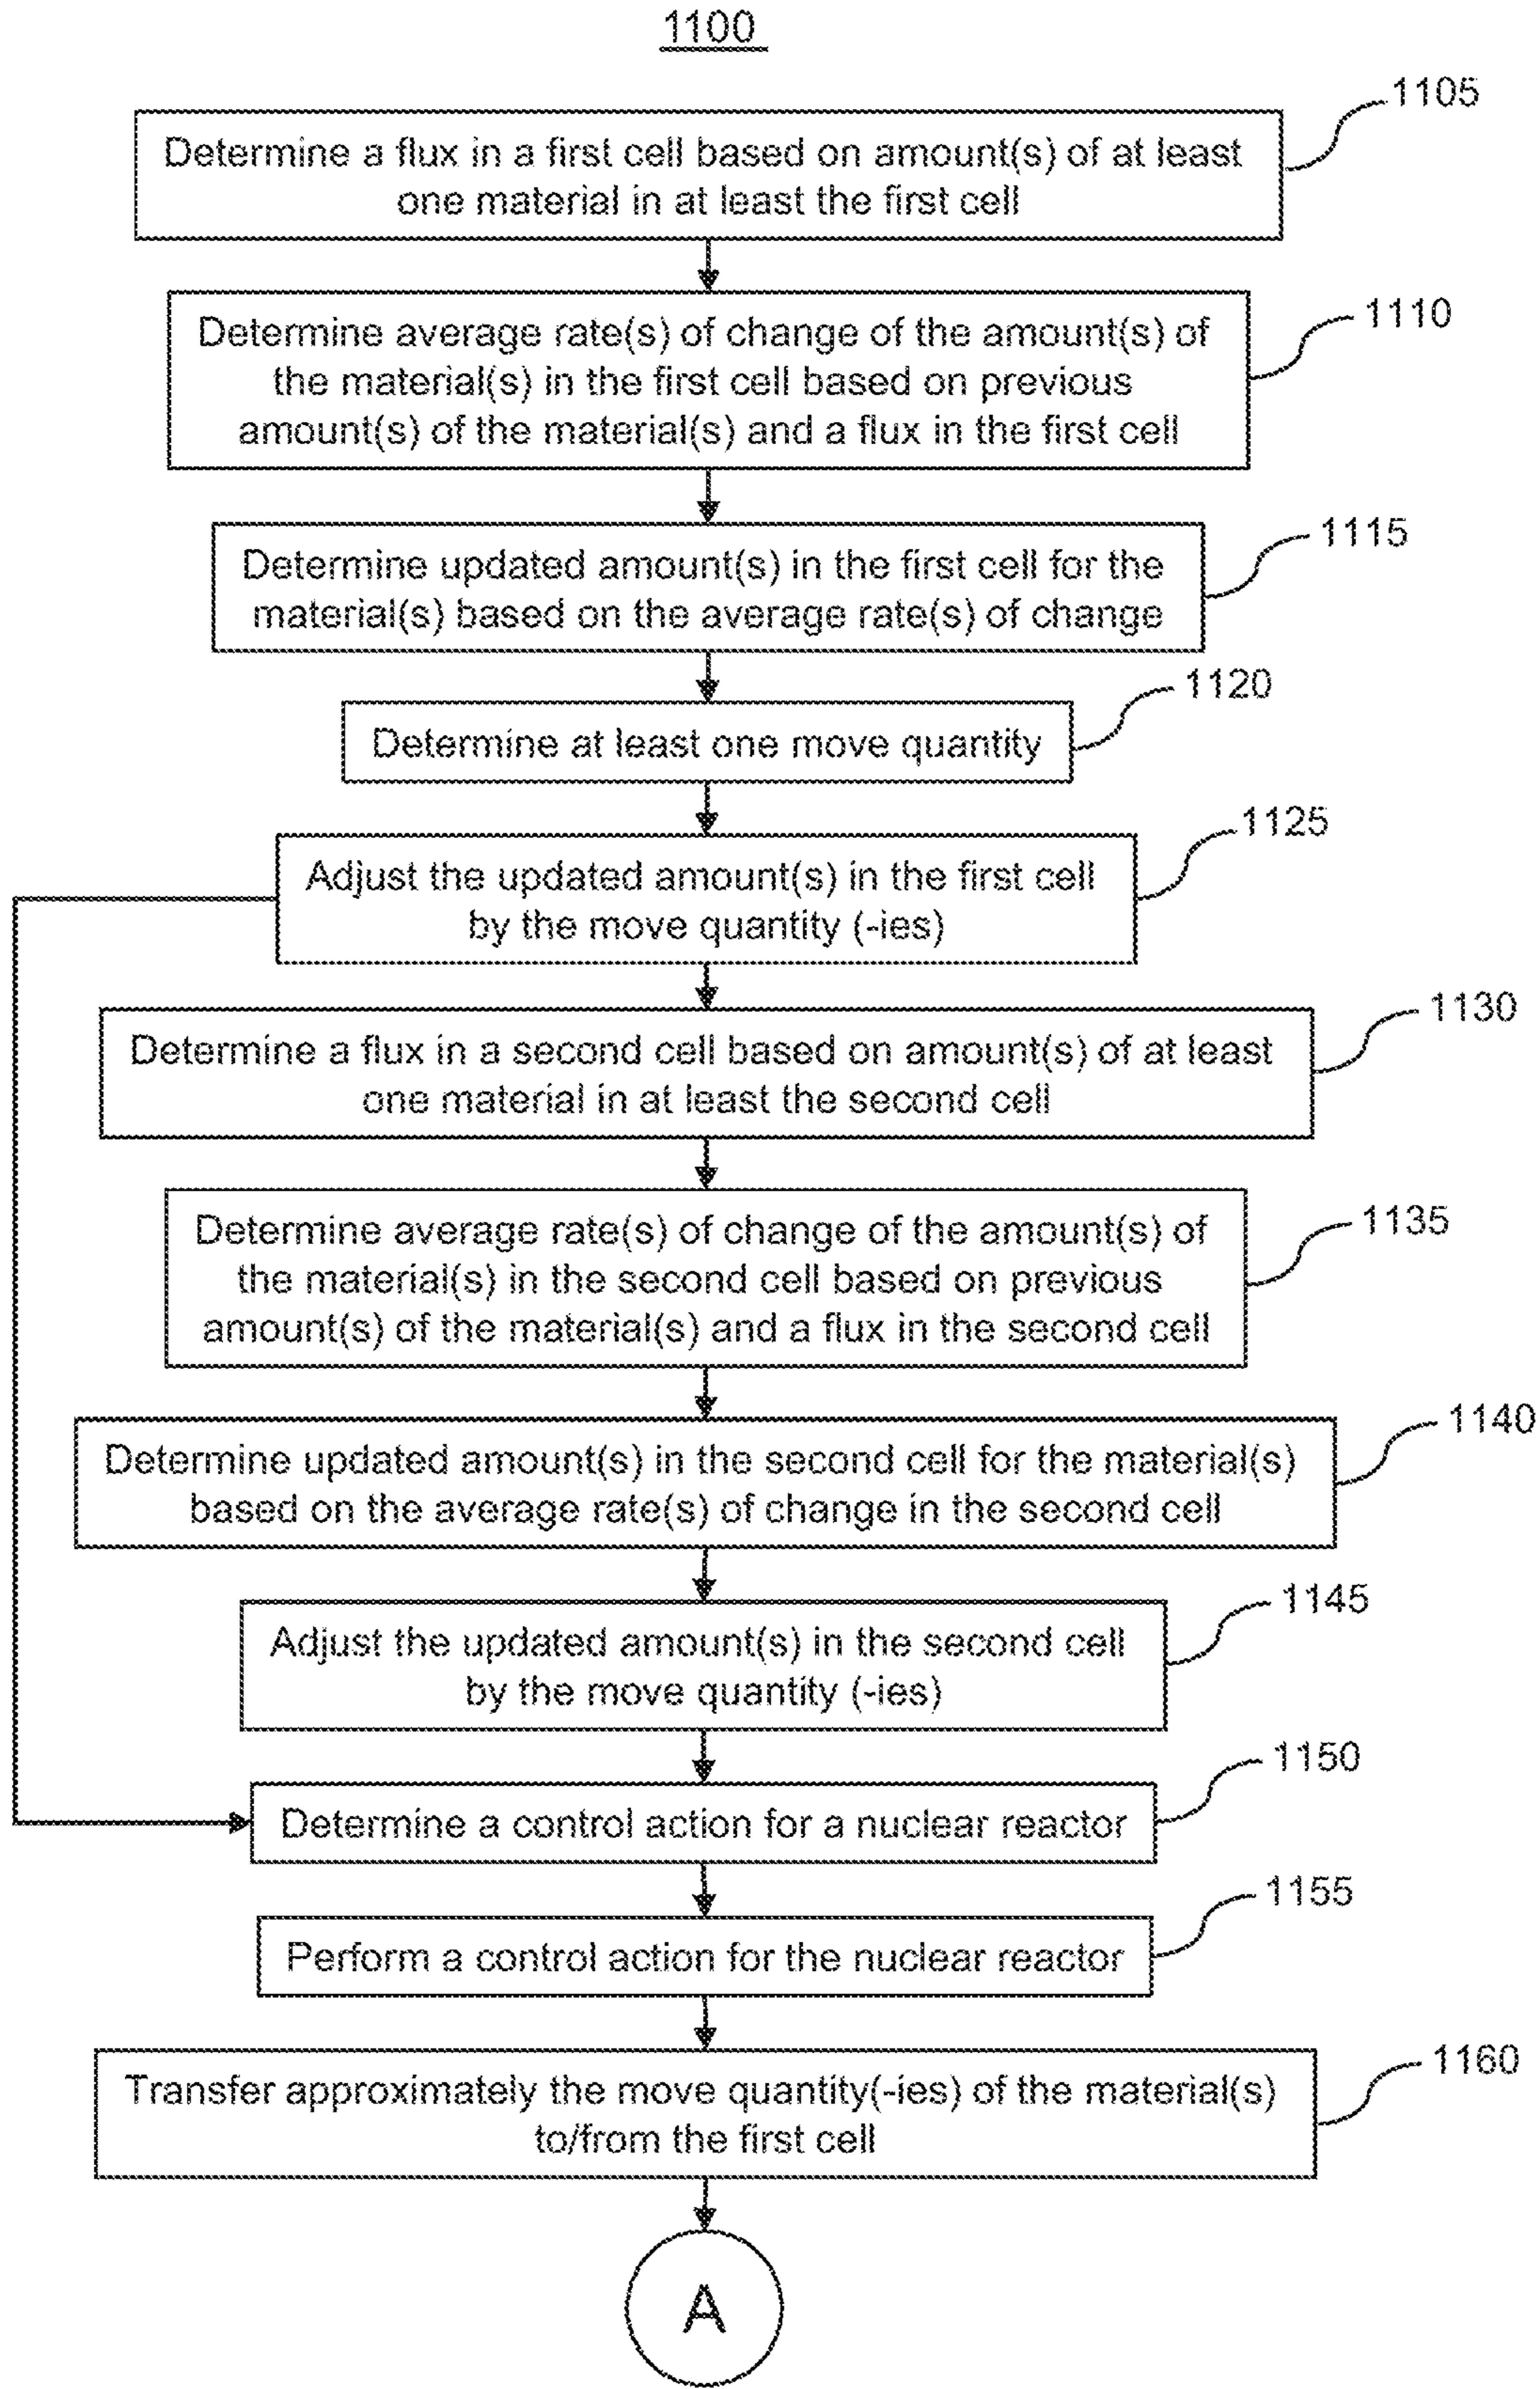 1100
1105
Determine a flux in a first cell based on amount(s) of at least
one material in at least the first cell
1110
Determine average rate(s) of change of the amount(s) of
the material(s) in the first cell based on previous
amount(s) of the material(s) and a flux in the first cell
1115
Determine updated amount(s) in the first cell for the
material(s) based on the average rate(s) of change
1120
Determine at least one move quantity
1125
Adjust the updated amount(s) in the first cell
by the move quantity (-ies)
1130
Determine a flux in a second cell based on amount(s) of at least
one material in at least the second cell
1135
Determine average rate(s) of change of the amount(s) of
the material(s) in the second cell based on previous
amount(s) of the material(s) and a flux in the second cell
1140
Determine updated amount(s) in the second cell for the material(s)
based on the average rate(s) of change in the second cell
1145
Adjust the updated amount(s) in the second cell
by the move quantity (-ies)
1150
Determine a control action for a nuclear reactor
1155
Perform a control action for the nuclear reactor
1160
Transfer approximately the move quantity(-ies) of the material(s)
to/from the first cell
A